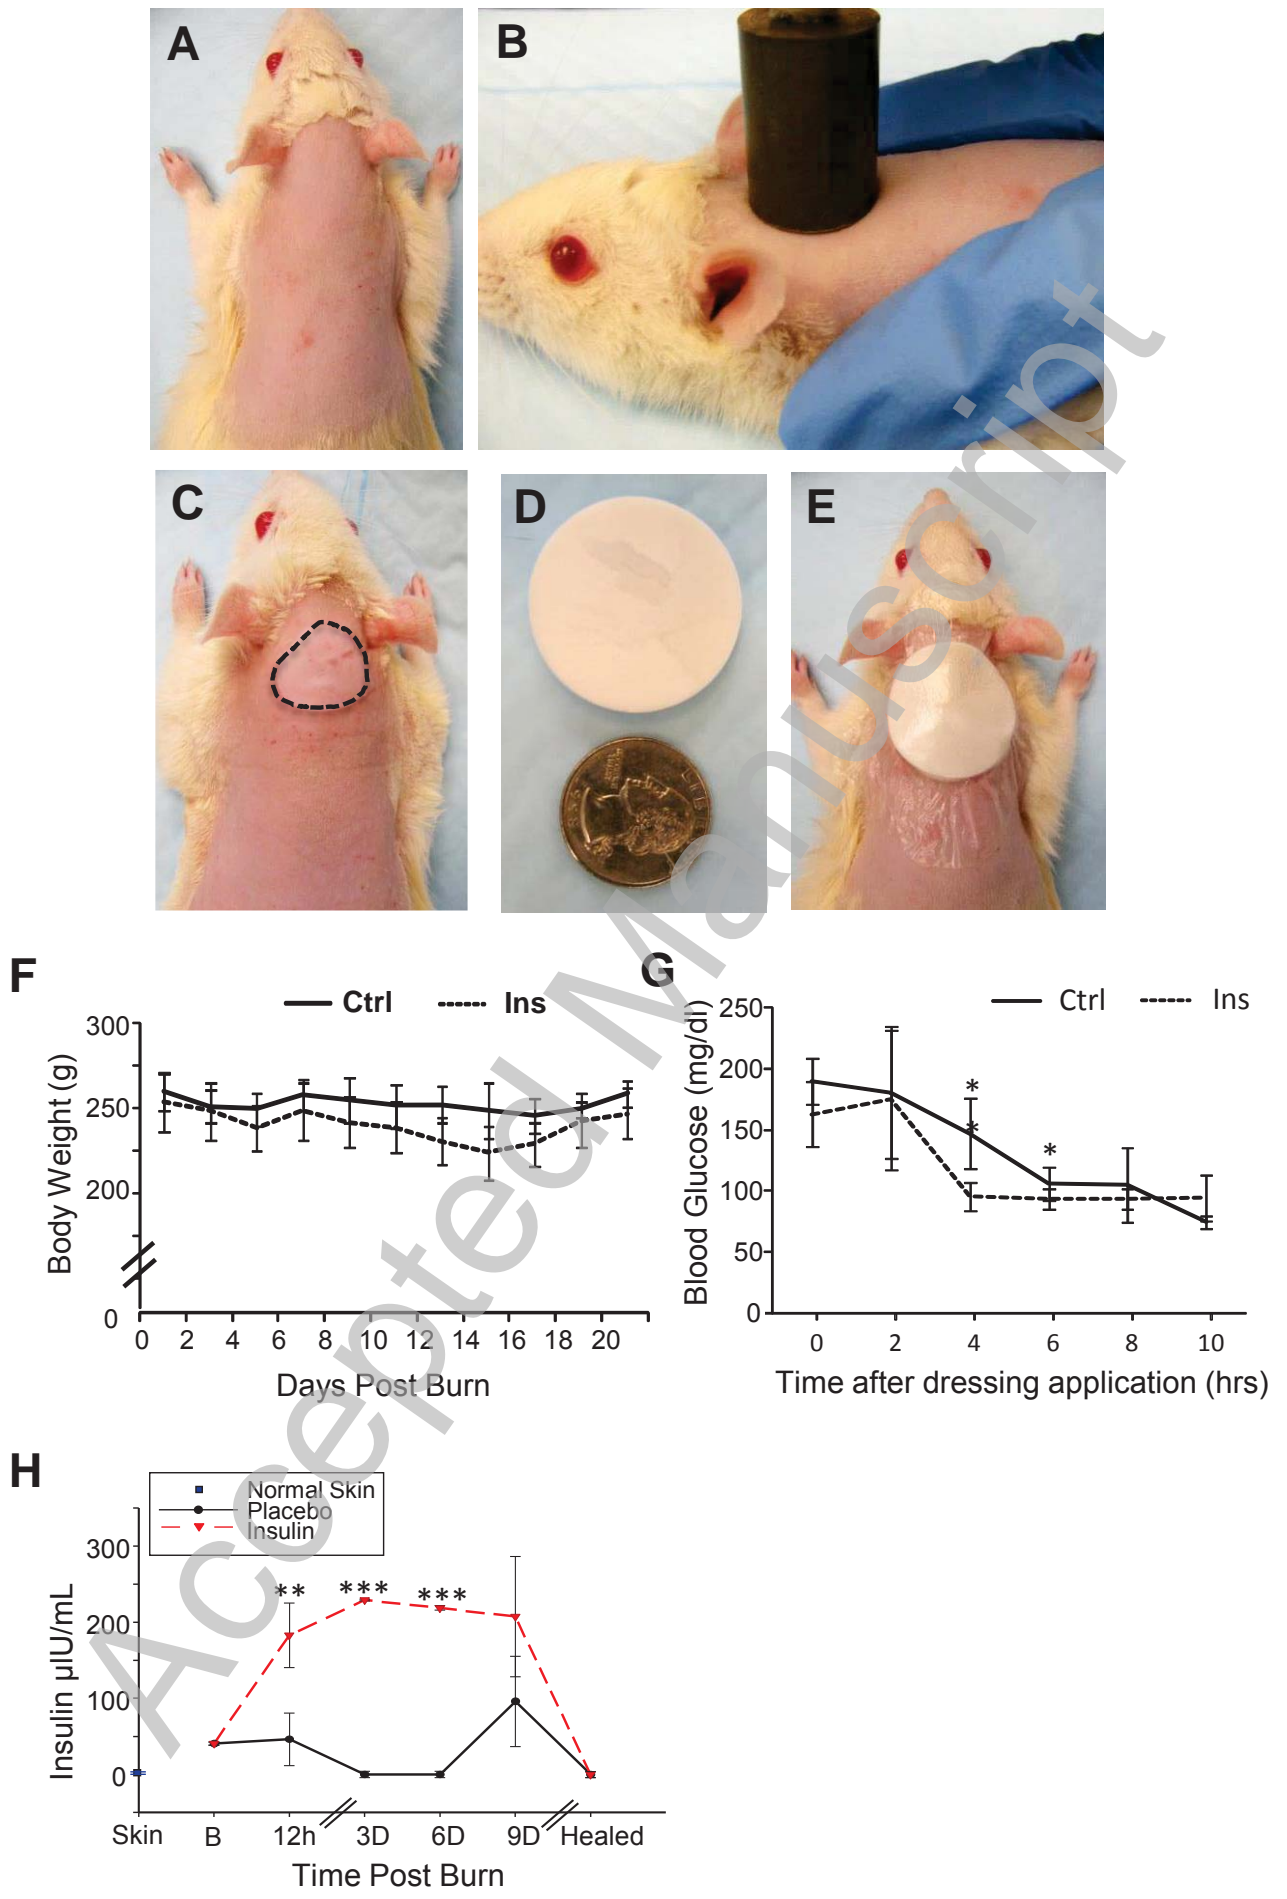 A
B
C
D
E
F
Ctrl
Ins
300
250
200
0
Body Weight (g)
0 2 4 6 8 10 12 14 16 18 20
Days Post Burn
G
Ctrl
Ins
250
200
150
100
50
0
Blood Glucose (mg/dl)
*
*
*
0 2 4 6 8 10
Time after dressing application (hrs)
H
Normal Skin
Placebo
Insulin
300
200
100
0
Insulin µIU/mL
**
***
***
Skin B 12h 3D 6D 9D Healed
Time Post Burn
Accepted Manuscript